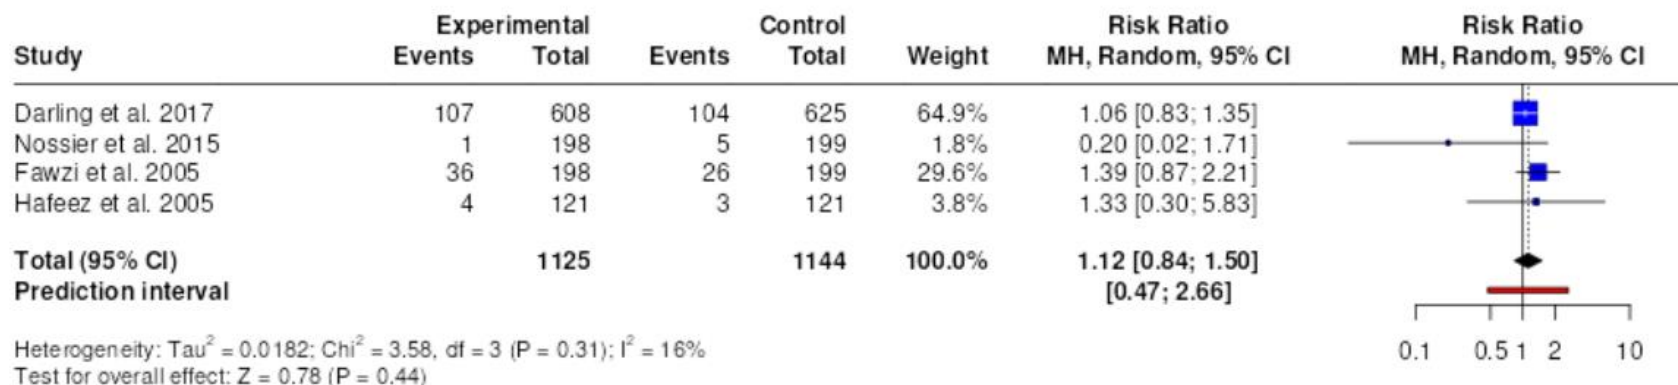 Experimental Control Risk Ratio Risk Ratio
Study Events Total Events Total Weight MH, Random, 95% CI MH, Random, 95% CI
Darling et al. 2017 107 608 104 625 64.9% 1.06 [0.83; 1.35]
Nossier et al. 2015 1 198 5 199 1.8% 0.20 [0.02; 1.71]
Fawzi et al. 2005 36 198 26 199 29.6% 1.39 [0.87; 2.21]
Hafeez et al. 2005 4 121 3 121 3.8% 1.33 [0.30; 5.83]
Total (95% CI) 1125 1144 100.0% 1.12 [0.84; 1.50]
Prediction interval [0.47; 2.66]
Heterogeneity: Tau² = 0.0182; Chi² = 3.58, df = 3 (P = 0.31); I² = 16%
0.1 0.5 1 2 10
Test for overall effect: Z = 0.78 (P = 0.44)